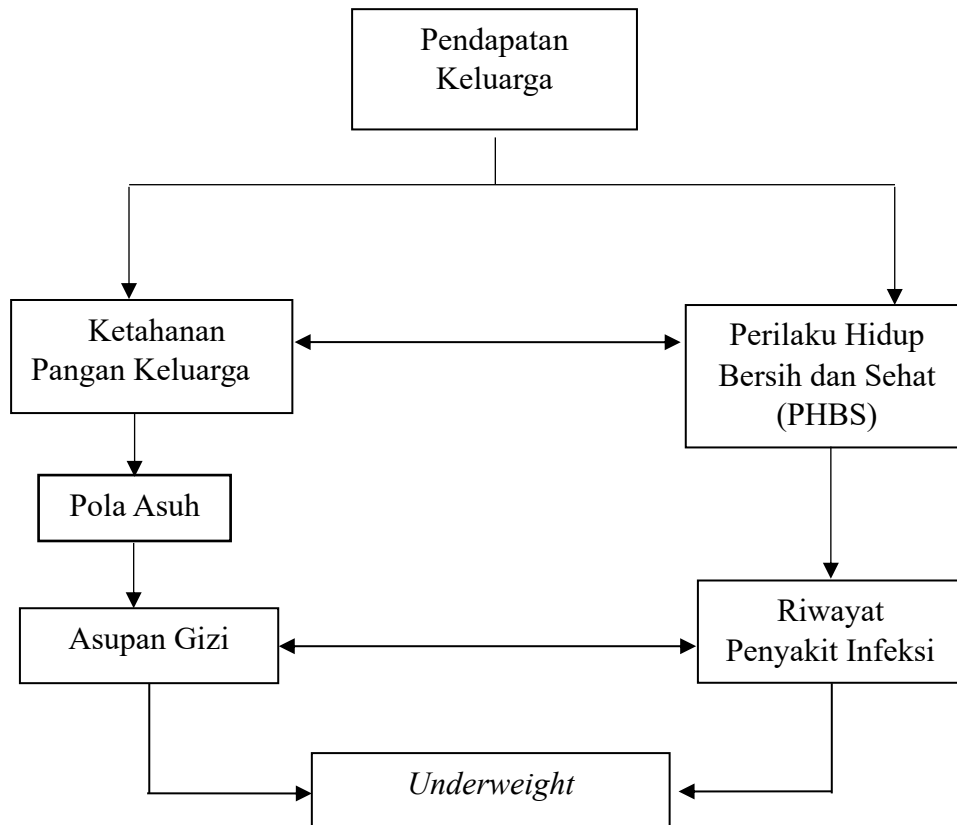 Pendapatan
Keluarga
Ketahanan
Pangan Keluarga
Perilaku Hidup
Bersih dan Sehat
(PHBS)
Pola Asuh
Asupan Gizi
Riwayat
Penyakit Infeksi
Underweight